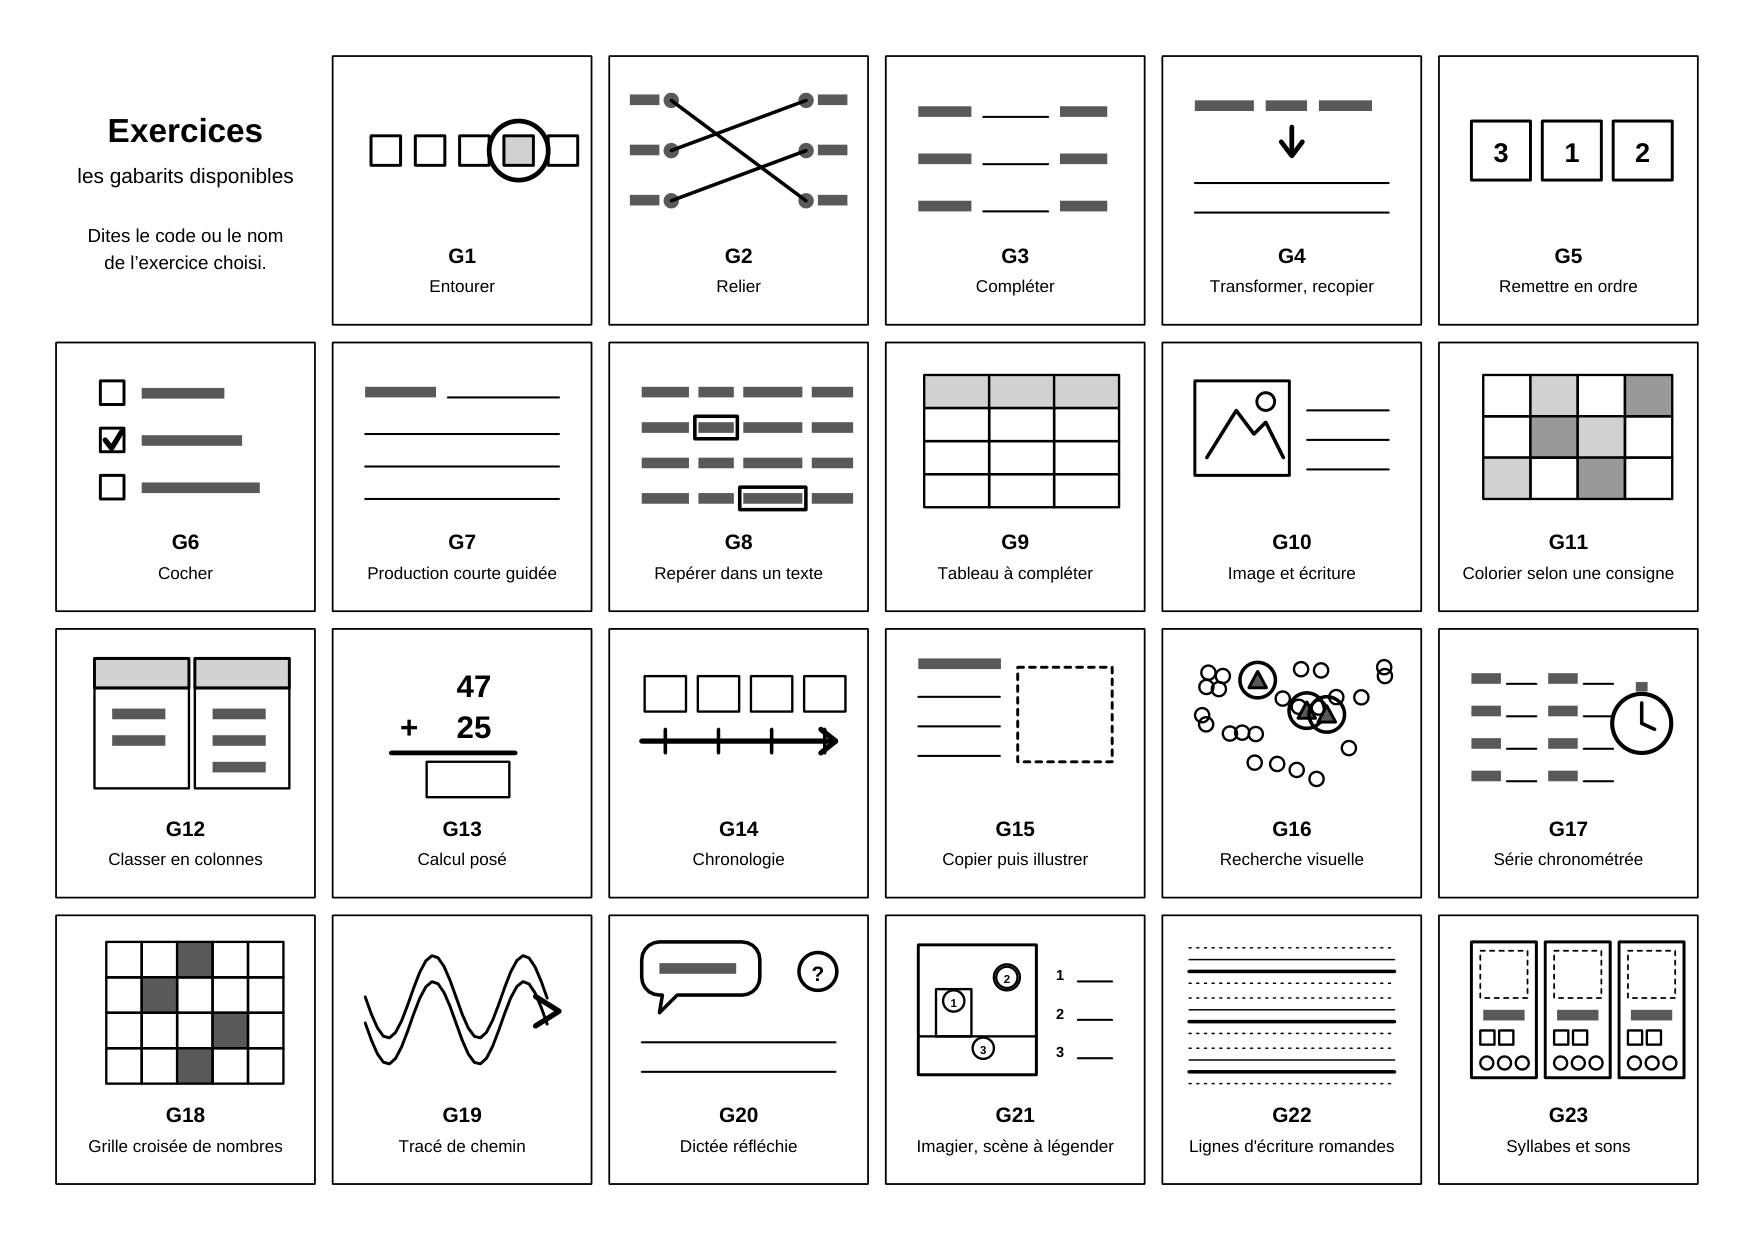 Exercices
les gabarits disponibles
Dites le code ou le nom
de l’exercice choisi.
G1
Entourer
G2
Relier
G3
Compléter
G4
Transformer, recopier
3 1 2
G5
Remettre en ordre
G6
Cocher
G7
Production courte guidée
G8
Repérer dans un texte
G9
Tableau à compléter
G10
Image et écriture
G11
Colorier selon une consigne
G12
Classer en colonnes
47
+ 25
G13
Calcul posé
G14
Chronologie
G15
Copier puis illustrer
G16
Recherche visuelle
G17
Série chronométrée
G18
Grille croisée de nombres
G19
Tracé de chemin
?
G20
Dictée réfléchie
2
1
3
1
2
3
G21
Imagier, scène à légender
G22
Lignes d'écriture romandes
G23
Syllabes et sons